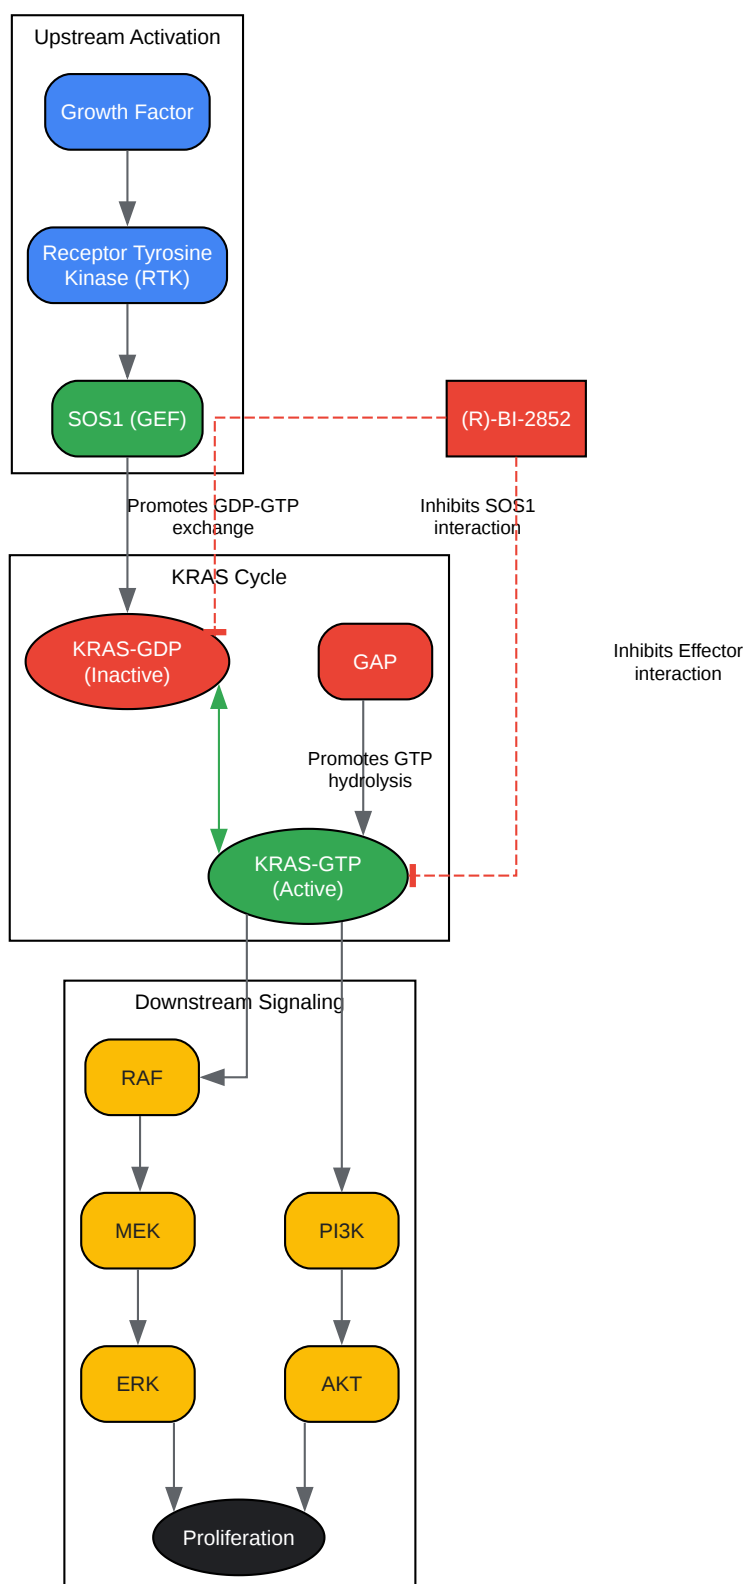 Upstream Activation
Growth Factor
Receptor Tyrosine
Kinase (RTK)
SOS1 (GEF)
(R)-BI-2852
Promotes GDP-GTP
exchange
Inhibits SOS1
interaction
KRAS Cycle
KRAS-GDP
(Inactive)
GAP
Inhibits Effector
interaction
Promotes GTP
hydrolysis
KRAS-GTP
(Active)
Downstream Signaling
RAF
MEK
PI3K
ERK
AKT
Proliferation